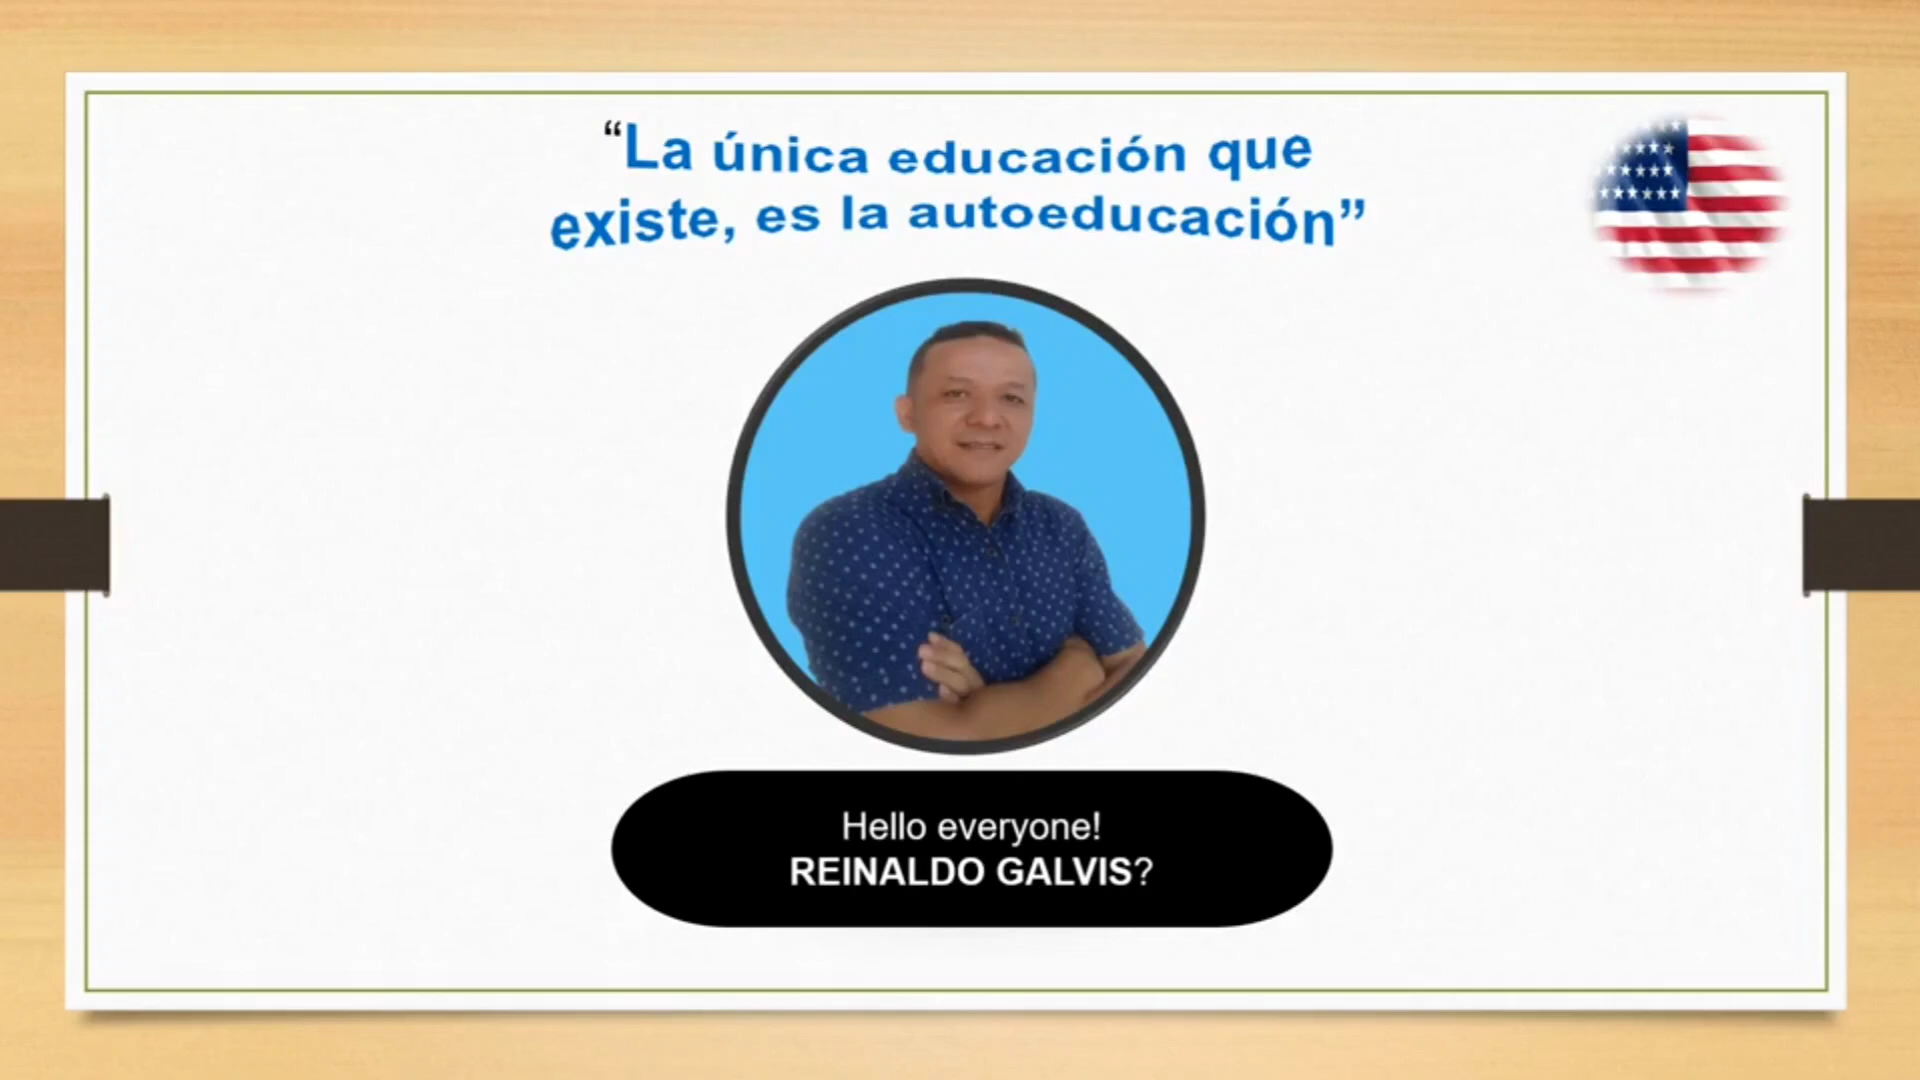 “La única educación que
existe, es la autoeducación”
Hello everyone!
REINALDO GALVIS?